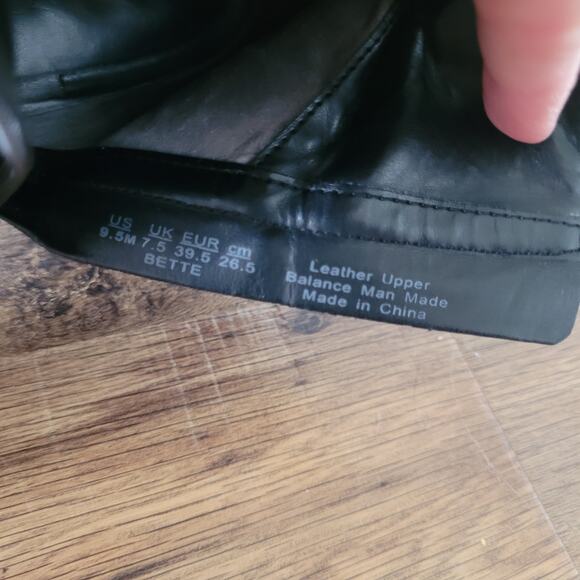 US UK EUR cm
9.5M 7.5 39.5 26.5
BETTE
Leather Upper
Balance Man Made
Made in China